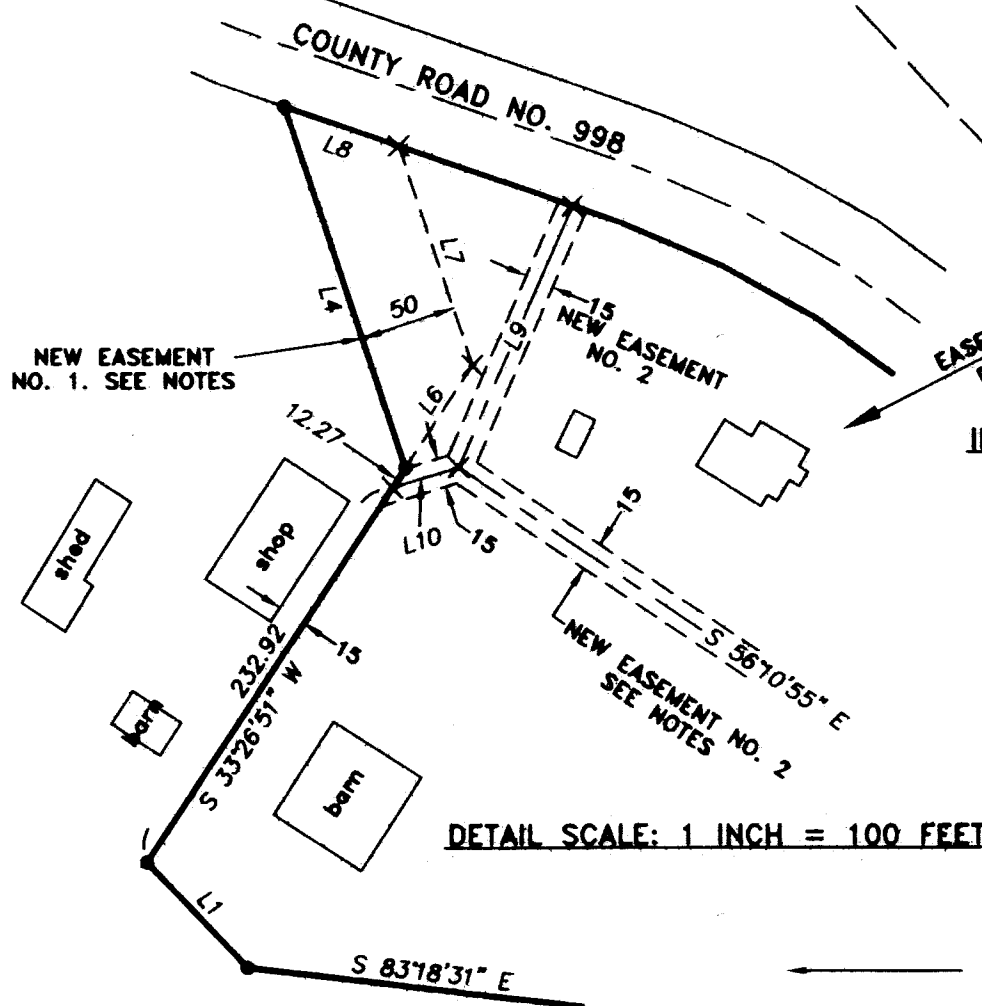 COUNTY ROAD NO. 998
L8
L7
L4
50
15
L9
NEW EASEMENT
NO. 2
NEW EASEMENT
NO. 1. SEE NOTES
L6
12.27
L10
15
15
shed
shop
232.92
15
S 33°26'51" W
S 56°10'55" E
NEW EASEMENT NO. 2
SEE NOTES
barn
barn
DETAIL SCALE: 1 INCH = 100 FEET
L1
S 83°18'31" E